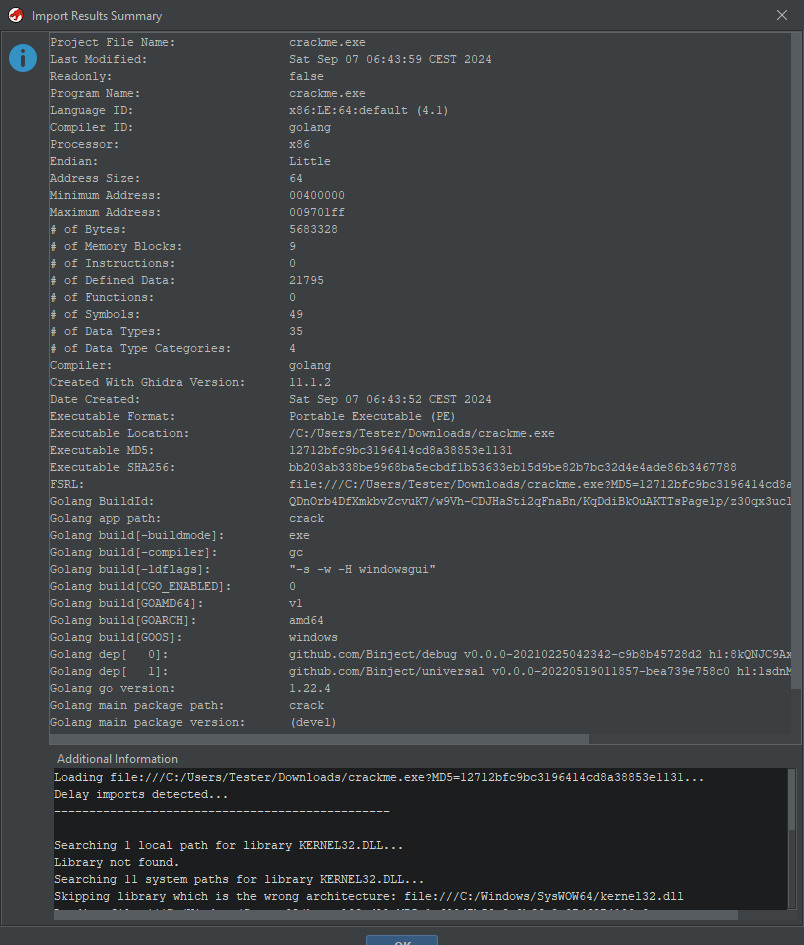 Import Results Summary
Project File Name: crackme.exe
Last Modified: Sat Sep 07 06:43:59 CEST 2024
Readonly: false
Program Name: crackme.exe
Language ID: x86:LE:64:default (4.1)
Compiler ID: golang
Processor: x86
Endian: Little
Address Size: 64
Minimum Address: 00400000
Maximum Address: 009701ff
# of Bytes: 5683328
# of Memory Blocks: 9
# of Instructions: 0
# of Defined Data: 21795
# of Functions: 0
# of Symbols: 49
# of Data Types: 35
# of Data Type Categories: 4
Compiler: golang
Created With Ghidra Version: 11.1.2
Date Created: Sat Sep 07 06:43:52 CEST 2024
Executable Format: Portable Executable (PE)
Executable Location: /C:/Users/Tester/Downloads/crackme.exe
Executable MD5: 12712bfc9bc3196414cd8a38853e1131
Executable SHA256: bb203ab338be9968ba5ecbdf1b53633eb15d9be82b7bc32d4e4ade86b3467788
FSRL: file:///C:/Users/Tester/Downloads/crackme.exe?MD5=12712bfc9bc3196414cd8a
Golang BuildId: QDnOrb4DfXmkbvZcvuK7/w9Vh-CDJHaSti2qFnaBn/KqDdiBkOuAKTTsPage1p/z30qx3uc1
Golang app path: crack
Golang build[-buildmode]: exe
Golang build[-compiler]: gc
Golang build[-ldflags]: "-s -w -H windowsgui"
Golang build[CGO_ENABLED]: 0
Golang build[GOAMD64]: v1
Golang build[GOARCH]: amd64
Golang build[GOOS]: windows
Golang dep[ 0]: github.com/Binject/debug v0.0.0-20210225042342-c9b8b45728d2 h1:8kQNJC9Ax
Golang dep[ 1]: github.com/Binject/universal v0.0.0-20220519011857-bea739e758c0 h1:1sdnM
Golang go version: 1.22.4
Golang main package path: crack
Golang main package version: (devel)
Additional Information
Loading file:///C:/Users/Tester/Downloads/crackme.exe?MD5=12712bfc9bc3196414cd8a38853e1131...
Delay imports detected...
------------------------------------------------
Searching 1 local path for library KERNEL32.DLL...
Library not found.
Searching 11 system paths for library KERNEL32.DLL...
Skipping library which is the wrong architecture: file:///C:/Windows/SysWOW64/kernel32.dll
OK